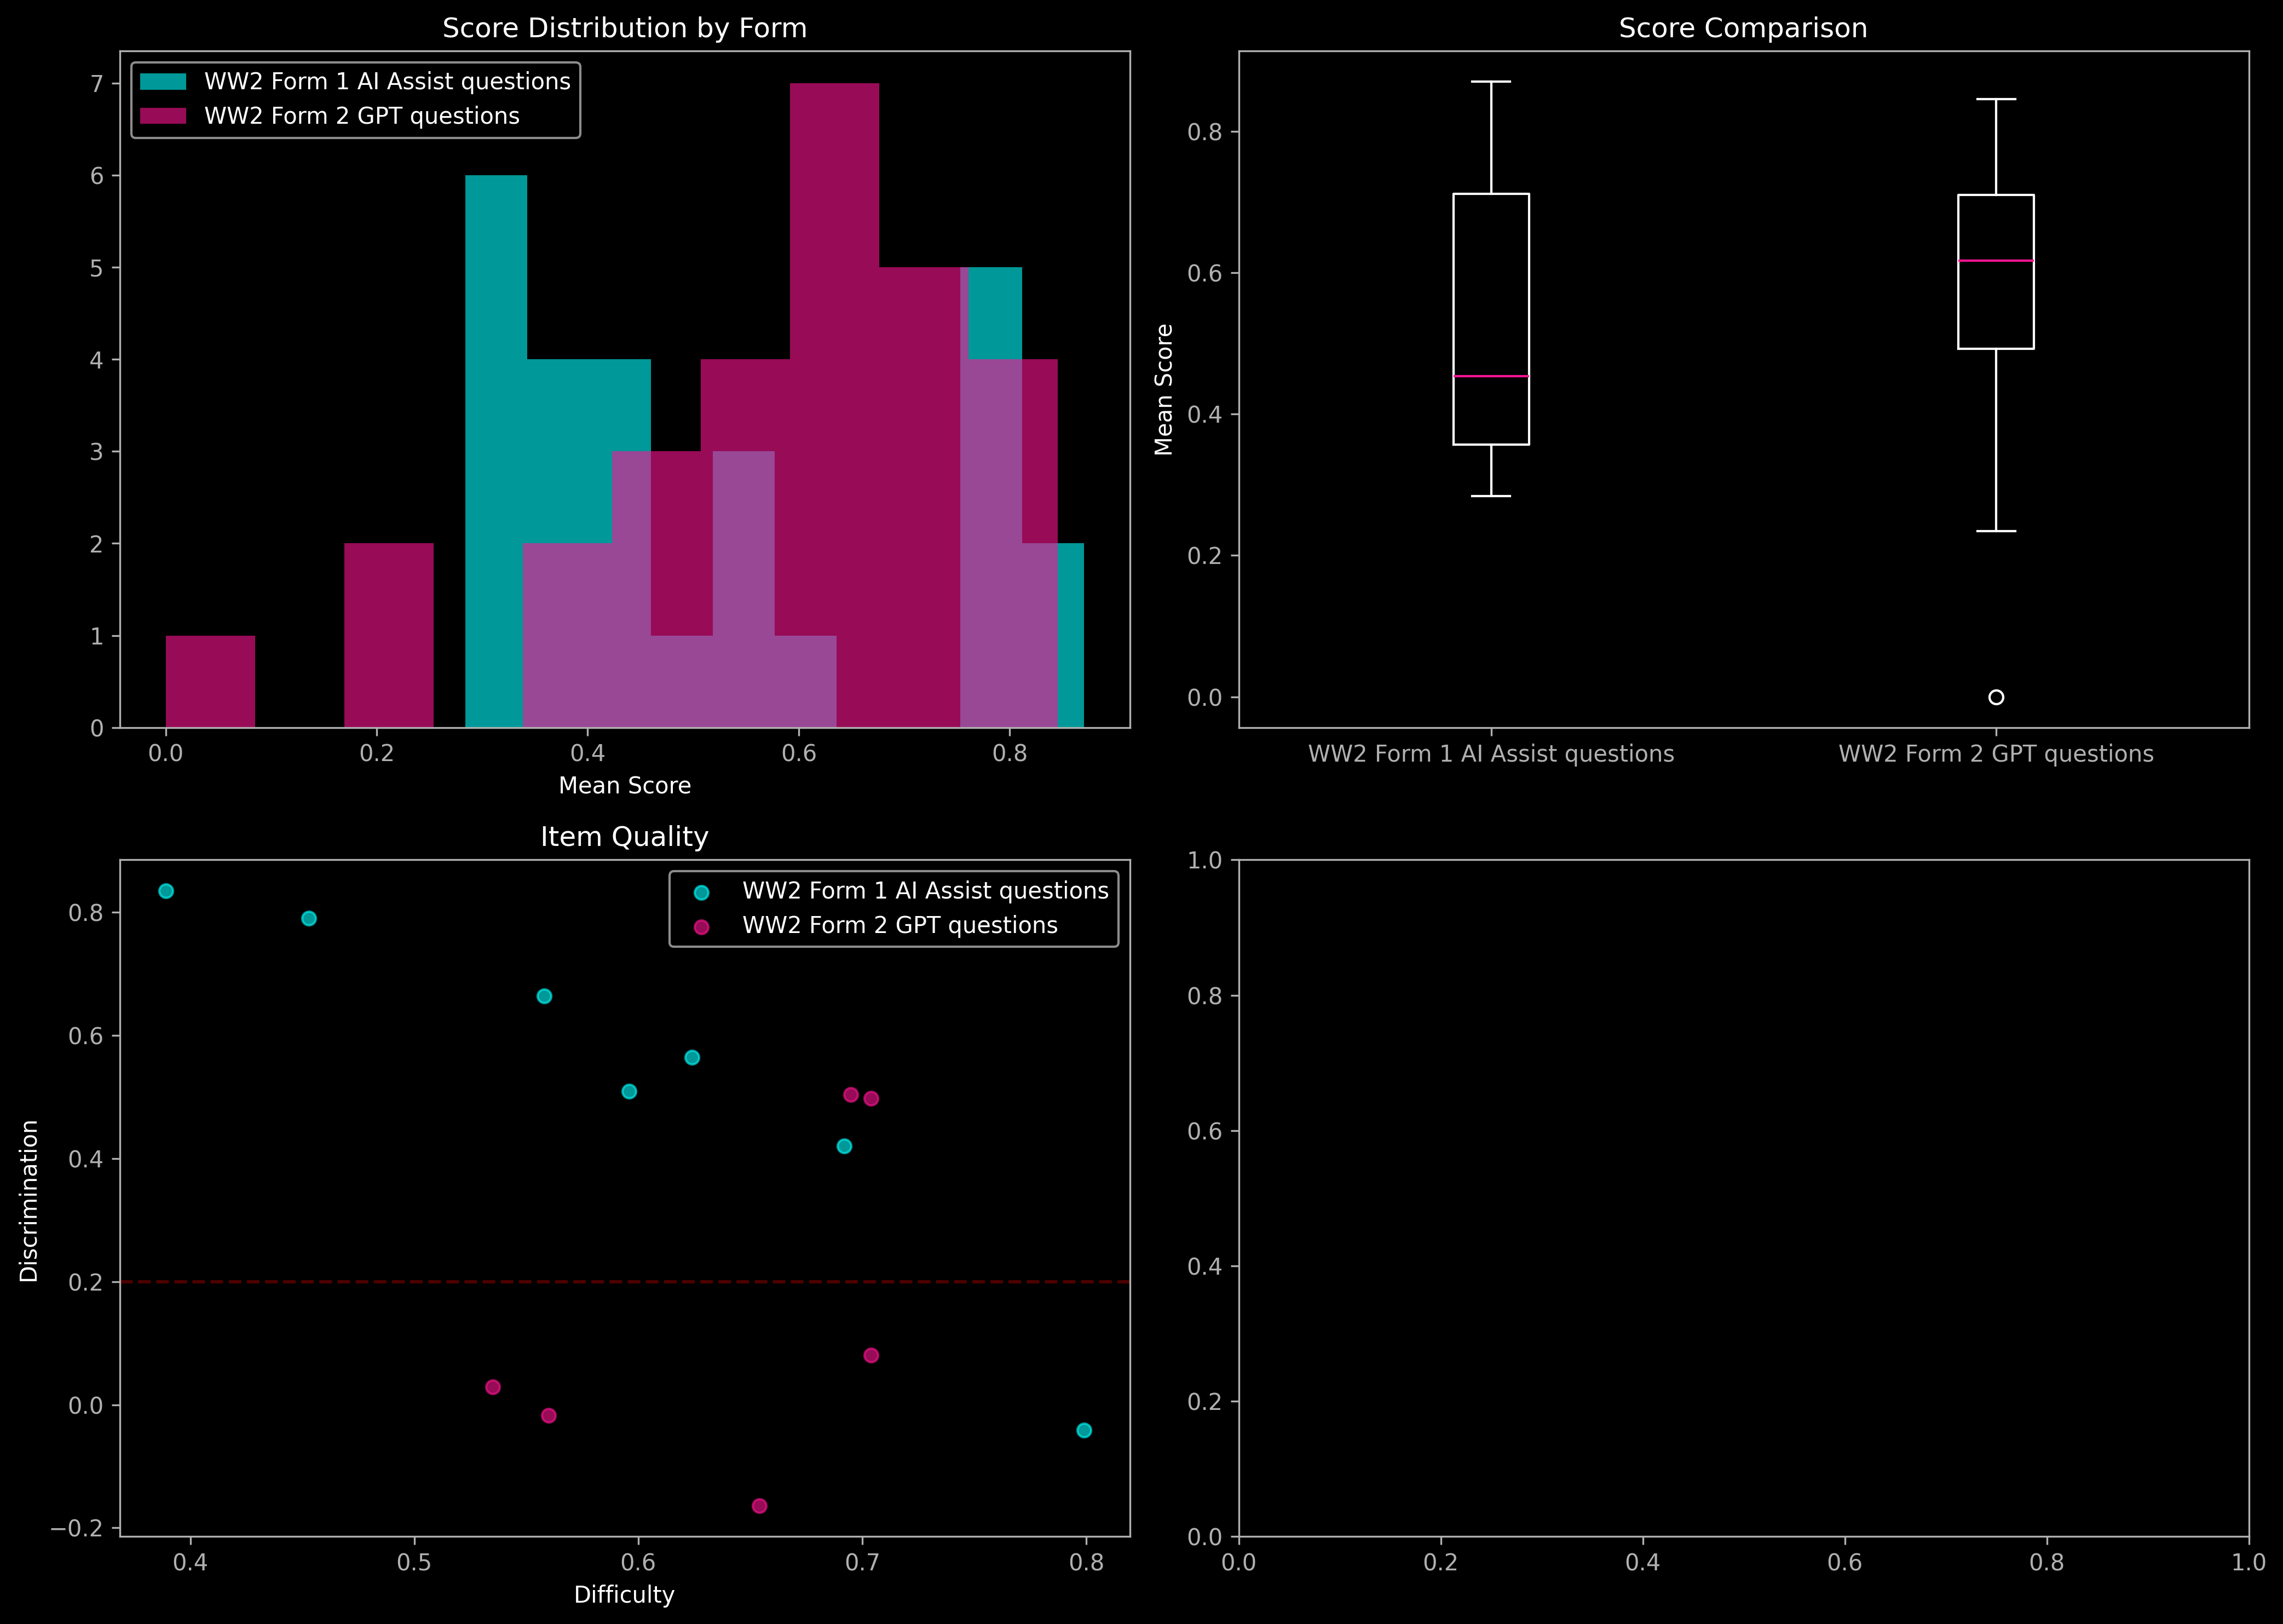 Score Distribution by Form
WW2 Form 1 AI Assist questions
WW2 Form 2 GPT questions
7
6
5
4
3
2
1
0
0.0 0.2 0.4 0.6 0.8
Mean Score
Score Comparison
Mean Score
0.8
0.6
0.4
0.2
0.0
WW2 Form 1 AI Assist questions WW2 Form 2 GPT questions
Item Quality
WW2 Form 1 AI Assist questions
WW2 Form 2 GPT questions
Discrimination
0.8
0.6
0.4
0.2
0.0
−0.2
0.4 0.5 0.6 0.7 0.8
Difficulty
1.0
0.8
0.6
0.4
0.2
0.0
0.0 0.2 0.4 0.6 0.8 1.0